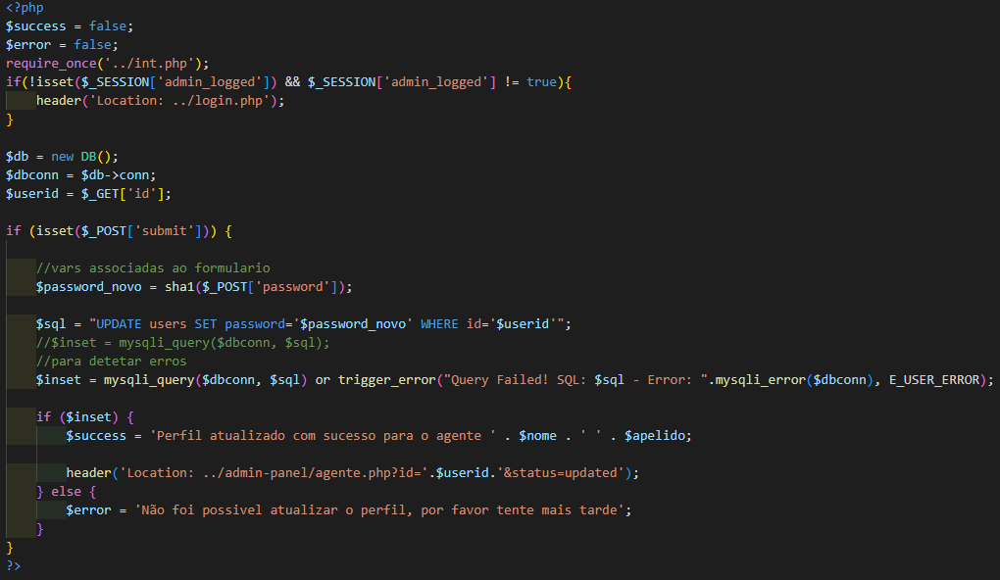 <?php
$success = false;
$error = false;
require_once('../int.php');
if(!isset($_SESSION['admin_logged']) && $_SESSION['admin_logged'] != true){
header('Location: ../login.php');
}
$db = new DB();
$dbconn = $db->conn;
$userid = $_GET['id'];
if (isset($_POST['submit'])) {
//vars associadas ao formulario
$password_novo = sha1($_POST['password']);
$sql = "UPDATE users SET password='$password_novo' WHERE id='$userid'";
//$inset = mysqli_query($dbconn, $sql);
//para detetar erros
$inset = mysqli_query($dbconn, $sql) or trigger_error("Query Failed! SQL: $sql - Error: ".mysqli_error($dbconn), E_USER_ERROR);
if ($inset) {
$success = 'Perfil atualizado com sucesso para o agente ' . $nome . ' ' . $apelido;
header('Location: ../admin-panel/agente.php?id='.$userid.'&status=updated');
} else {
$error = 'Não foi possivel atualizar o perfil, por favor tente mais tarde';
}
}
?>